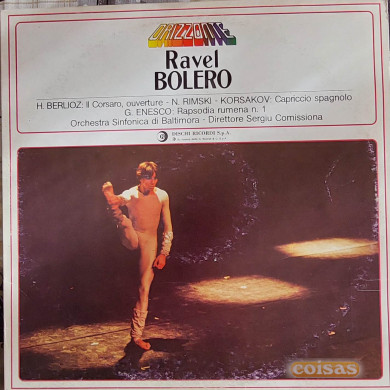 ORIZZONTE
Ravel
BOLERO
H. BERLIOZ: Il Corsaro, ouverture - N. RIMSKI - KORSAKOV: Capriccio spagnolo
G. ENESCO: Rapsodia rumena n. 1
Orchestra Sinfonica di Baltimora - Direttore Sergiu Comissiona
DISCHI RICORDI S.p.A.
coisas